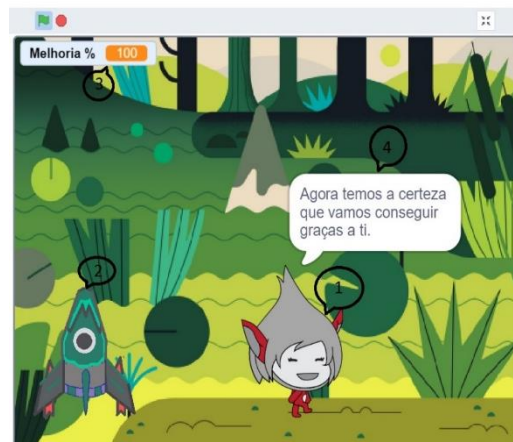 Melhoria % 100
3
4
Agora temos a certeza
que vamos conseguir
graças a ti.
2
1